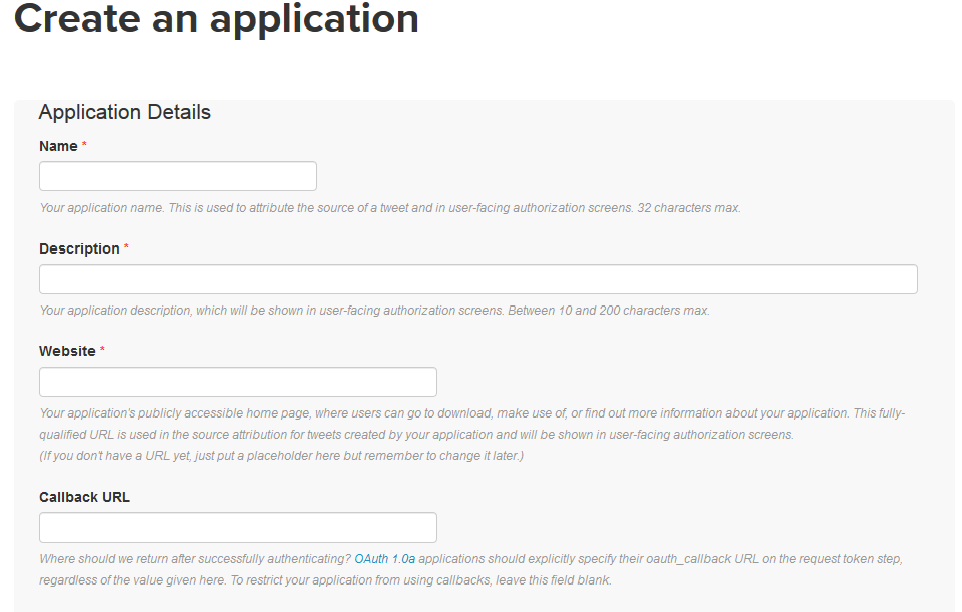 Create an application
Application Details
Name *
Your application name. This is used to attribute the source of a tweet and in user-facing authorization screens. 32 characters max.
Description *
Your application description, which will be shown in user-facing authorization screens. Between 10 and 200 characters max.
Website *
Your application's publicly accessible home page, where users can go to download, make use of, or find out more information about your application. This fully-
qualified URL is used in the source attribution for tweets created by your application and will be shown in user-facing authorization screens.
(If you don't have a URL yet, just put a placeholder here but remember to change it later.)
Callback URL
Where should we return after successfully authenticating? OAuth 1.0a applications should explicitly specify their oauth_callback URL on the request token step,
regardless of the value given here. To restrict your application from using callbacks, leave this field blank.